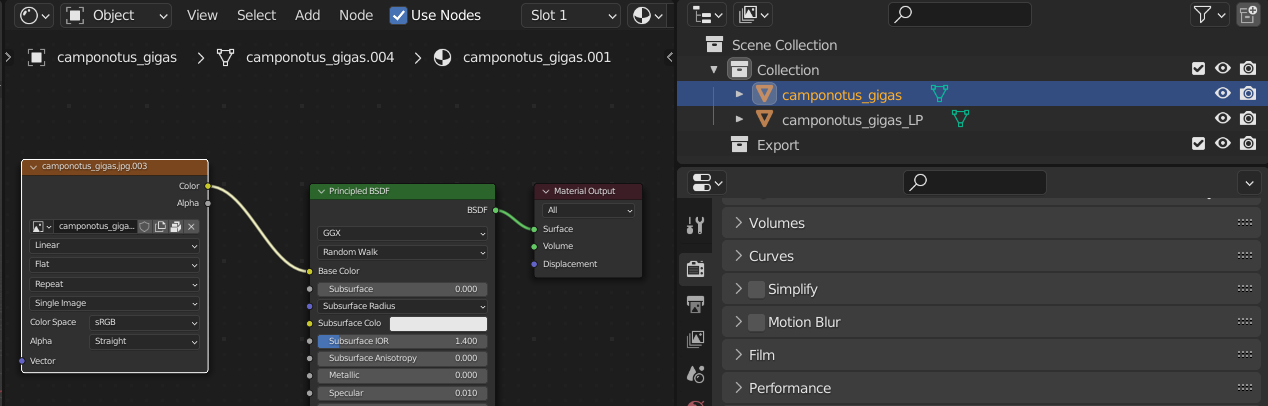 Object View Select Add Node Use Nodes Slot 1
camponotus_gigas > camponotus_gigas.004 > camponotus_gigas.001
camponotus_gigas.jpg.003
Color
Alpha
camponotus_giga...
Linear
Flat
Repeat
Single Image
Color Space sRGB
Alpha Straight
Vector
Principled BSDF
BSDF
GGX
Random Walk
Base Color
Subsurface 0.000
Subsurface Radius
Subsurface Colo
Subsurface IOR 1.400
Subsurface Anisotropy 0.000
Metallic 0.000
Specular 0.010
Material Output
All
Surface
Volume
Displacement
Scene Collection
Collection
camponotus_gigas
camponotus_gigas_LP
Export
Volumes
Curves
Simplify
Motion Blur
Film
Performance